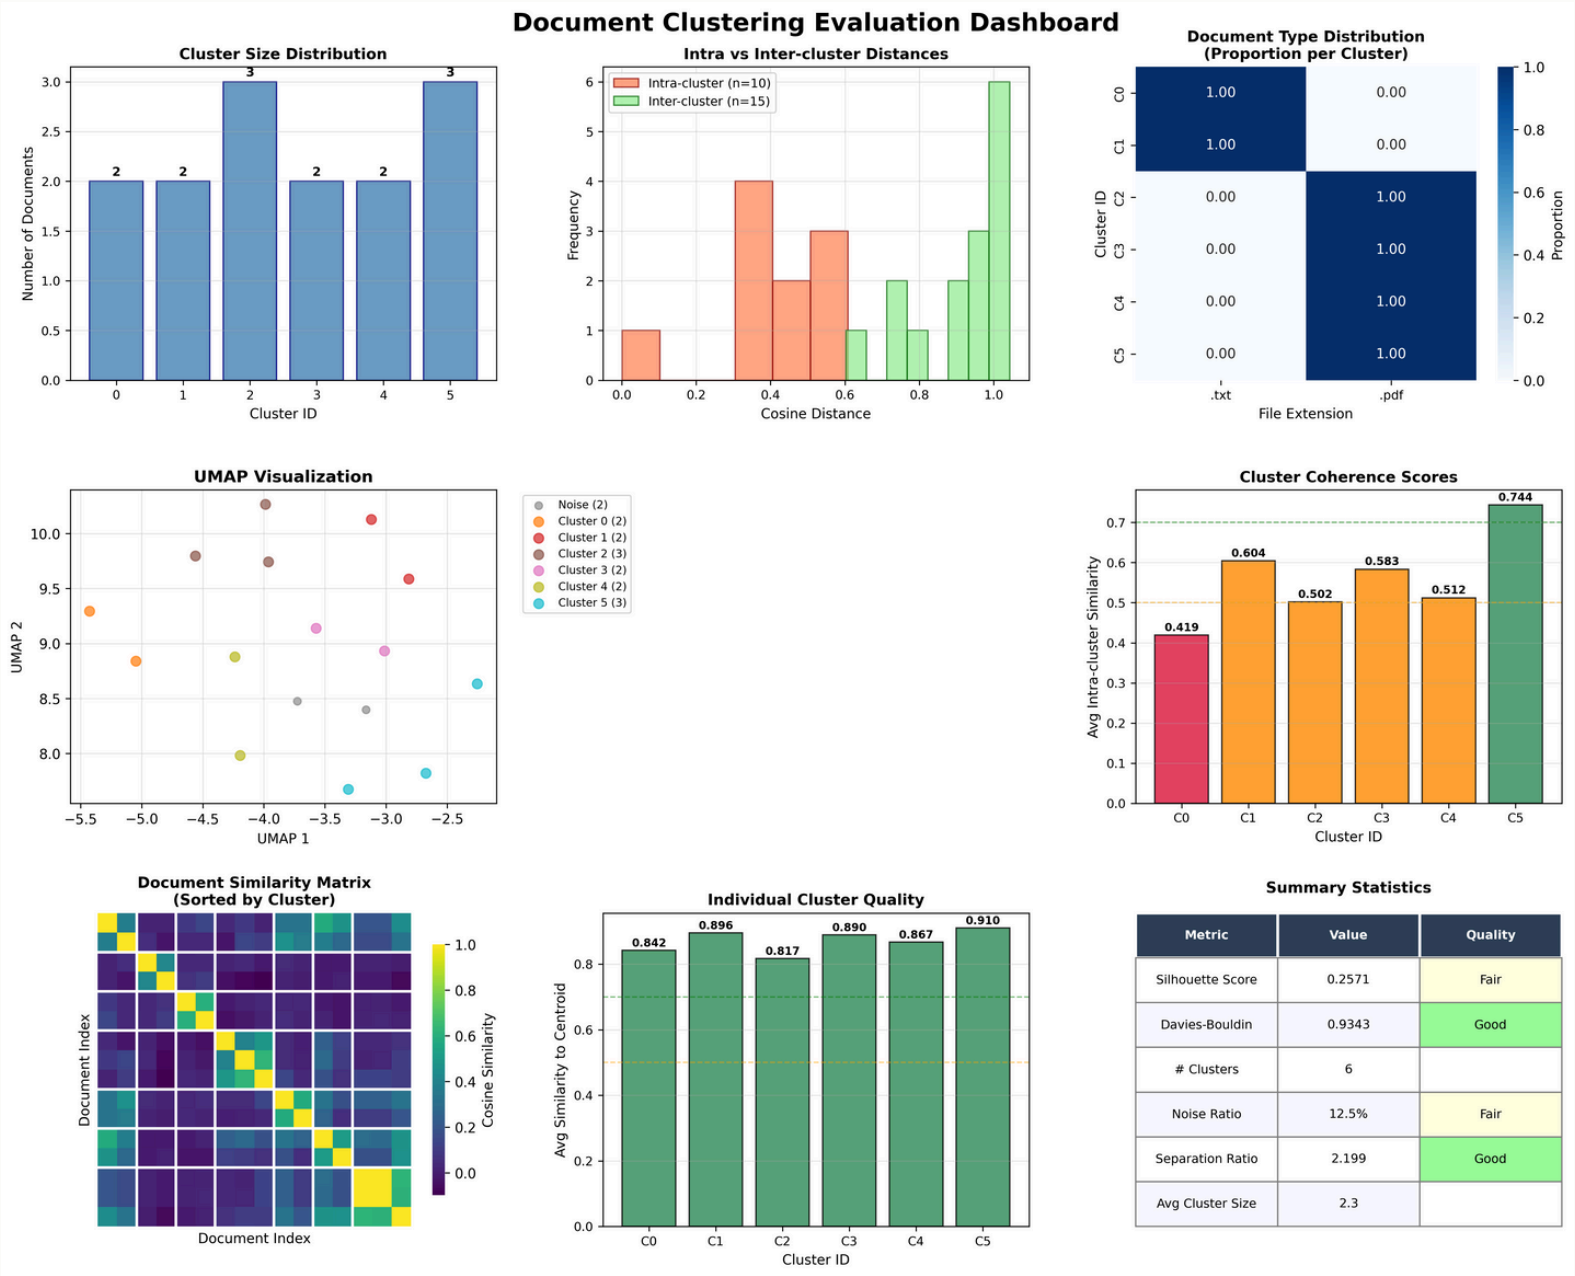 Document Clustering Evaluation Dashboard
Cluster Size Distribution
3.0
2.5
2.0
1.5
1.0
0.5
0.0
Number of Documents
2
2
3
2
2
3
0 1 2 3 4 5
Cluster ID
Intra vs Inter-cluster Distances
Intra-cluster (n=10)
Inter-cluster (n=15)
6
5
4
3
2
1
0
Frequency
0.0 0.2 0.4 0.6 0.8 1.0
Cosine Distance
Document Type Distribution
(Proportion per Cluster)
Cluster ID
C0 1.00 0.00
C1 1.00 0.00
C2 0.00 1.00
C3 0.00 1.00
C4 0.00 1.00
C5 0.00 1.00
.txt .pdf
File Extension
1.0
0.8
0.6
0.4
0.2
0.0
Proportion
UMAP Visualization
10.0
9.5
9.0
8.5
8.0
UMAP 2
−5.5 −5.0 −4.5 −4.0 −3.5 −3.0 −2.5
UMAP 1
Noise (2)
Cluster 0 (2)
Cluster 1 (2)
Cluster 2 (3)
Cluster 3 (2)
Cluster 4 (2)
Cluster 5 (3)
Cluster Coherence Scores
0.7
0.6
0.5
0.4
0.3
0.2
0.1
0.0
Avg Intra-cluster Similarity
0.419
0.604
0.502
0.583
0.512
0.744
C0 C1 C2 C3 C4 C5
Cluster ID
Document Similarity Matrix
(Sorted by Cluster)
Document Index
Document Index
1.0
0.8
0.6
0.4
0.2
0.0
Cosine Similarity
Individual Cluster Quality
0.8
0.6
0.4
0.2
0.0
Avg Similarity to Centroid
0.842
0.896
0.817
0.890
0.867
0.910
C0 C1 C2 C3 C4 C5
Cluster ID
Summary Statistics
Metric Value Quality
Silhouette Score 0.2571 Fair
Davies-Bouldin 0.9343 Good
# Clusters 6
Noise Ratio 12.5% Fair
Separation Ratio 2.199 Good
Avg Cluster Size 2.3